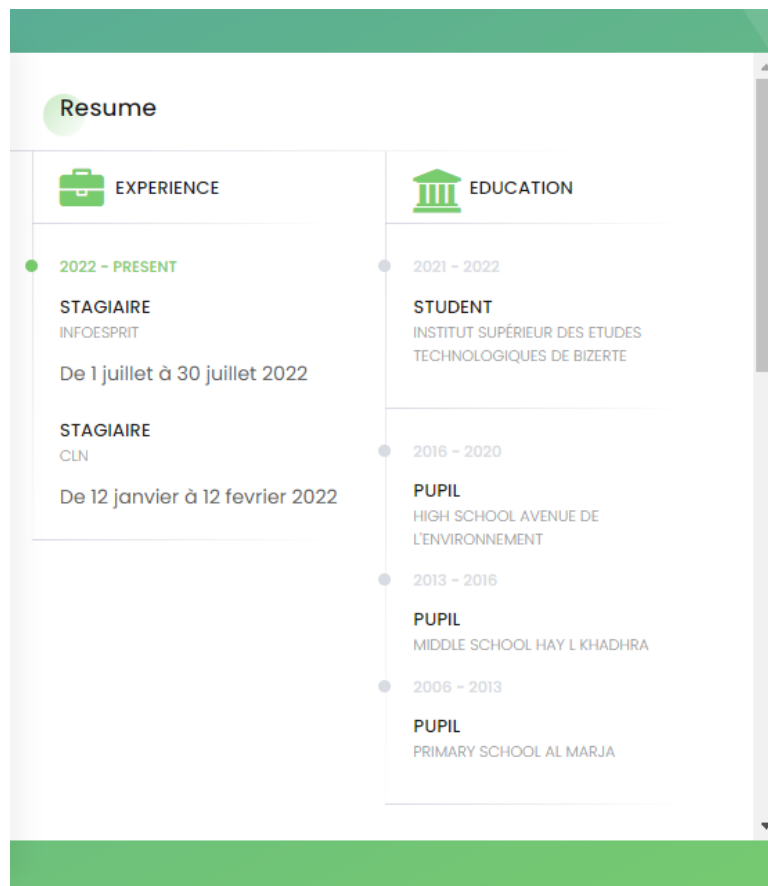 Resume
EXPERIENCE
2022 - PRESENT
STAGIAIRE
INFOESPRIT
De 1 juillet à 30 juillet 2022
STAGIAIRE
CLN
De 12 janvier à 12 fevrier 2022
EDUCATION
2021 - 2022
STUDENT
INSTITUT SUPÉRIEUR DES ETUDES
TECHNOLOGIQUES DE BIZERTE
2016 - 2020
PUPIL
HIGH SCHOOL AVENUE DE
L'ENVIRONNEMENT
2013 - 2016
PUPIL
MIDDLE SCHOOL HAY L KHADHRA
2006 - 2013
PUPIL
PRIMARY SCHOOL AL MARJA